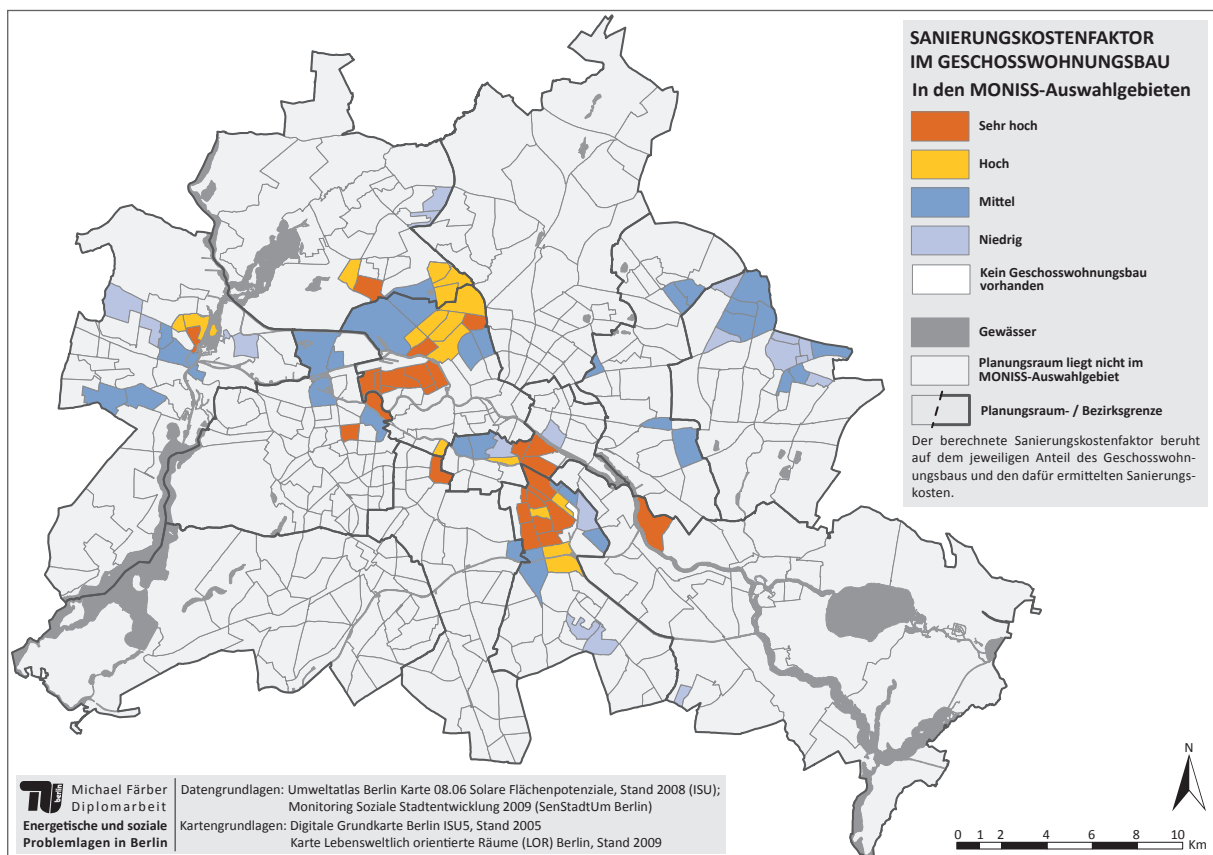 SANIERUNGSKOSTENFAKTOR
IM GESCHOSSWOHNUNGSBAU
In den MONISS-Auswahlgebieten
Sehr hoch
Hoch
Mittel
Niedrig
Kein Geschosswohnungsbau
vorhanden
Gewässer
Planungsraum liegt nicht im
MONISS-Auswahlgebiet
Planungsraum- / Bezirksgrenze
Der berechnete Sanierungskostenfaktor beruht
auf dem jeweiligen Anteil des Geschosswohn-
ungsbaus und den dafür ermittelten Sanierungs-
kosten.
berlin
Michael Färber
Diplomarbeit
Energetische und soziale
Problemlagen in Berlin
Datengrundlagen: Umweltatlas Berlin Karte 08.06 Solare Flächenpotenziale, Stand 2008 (ISU);
Monitoring Soziale Stadtentwicklung 2009 (SenStadtUm Berlin)
Kartengrundlagen: Digitale Grundkarte Berlin ISU5, Stand 2005
Karte Lebensweltlich orientierte Räume (LOR) Berlin, Stand 2009
N
0 1 2 4 6 8 10
Km